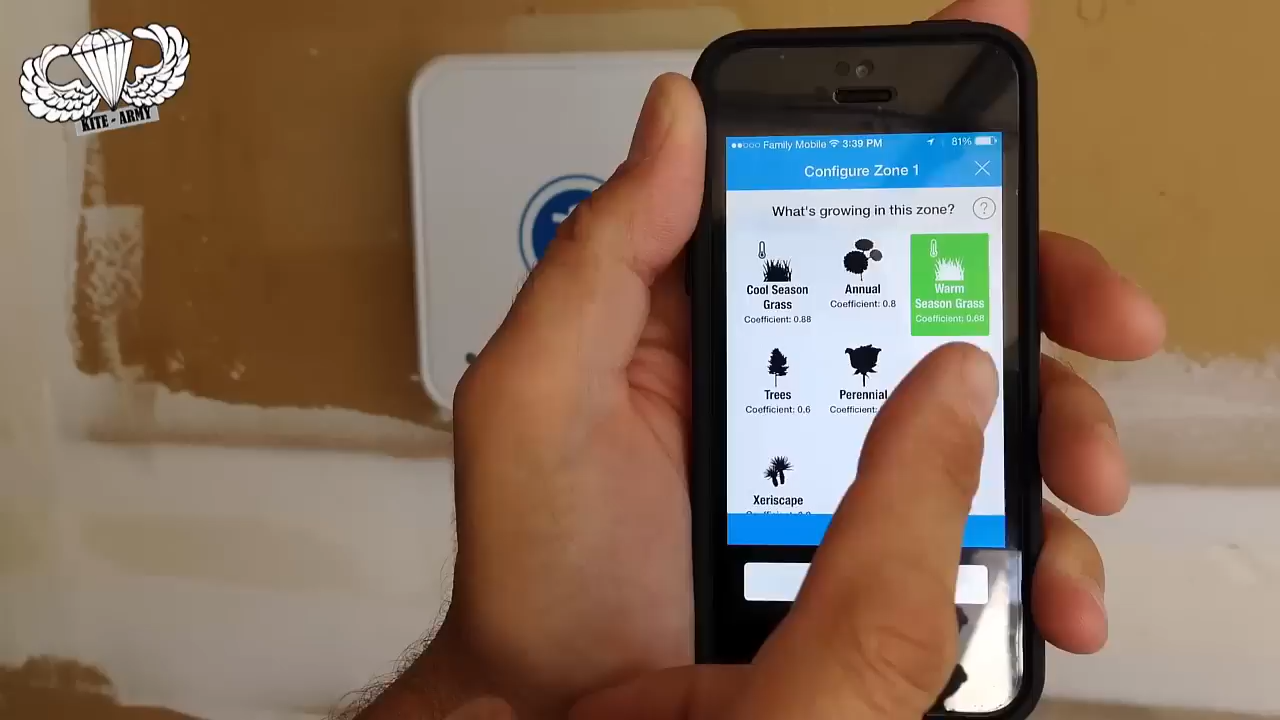 KITE - ARMY
Family Mobile 3:39 PM 81%
Configure Zone 1
What's growing in this zone? ?
Cool Season
Grass
Coefficient: 0.88
Annual
Coefficient: 0.8
Warm
Season Grass
Coefficient: 0.68
Trees
Coefficient: 0.6
Perennial
Coefficient:
Xeriscape